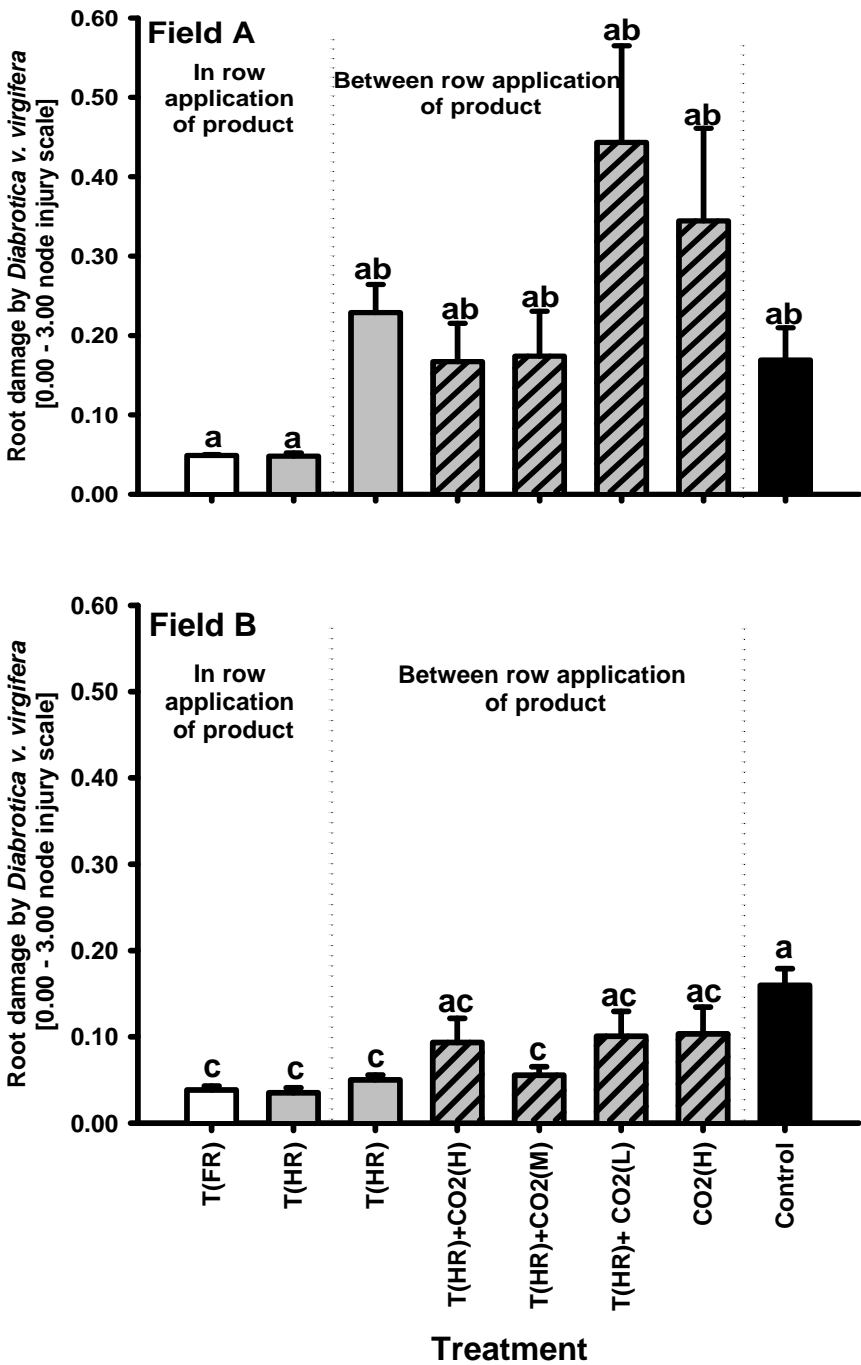 Root damage by Diabrotica v. virgifera
[0.00 - 3.00 node injury scale]
0.60
0.50
0.40
0.30
0.20
0.10
0.00
Field A
In row
application
of product
Between row application
of product
a
a
ab
ab
ab
ab
ab
ab
Root damage by Diabrotica v. virgifera
[0.00 - 3.00 node injury scale]
0.60
0.50
0.40
0.30
0.20
0.10
0.00
Field B
In row
application
of product
Between row application
of product
c
c
c
ac
c
ac
ac
a
T(FR)
T(HR)
T(HR)
T(HR)+CO2(H)
T(HR)+CO2(M)
T(HR)+ CO2(L)
CO2(H)
Control
Treatment